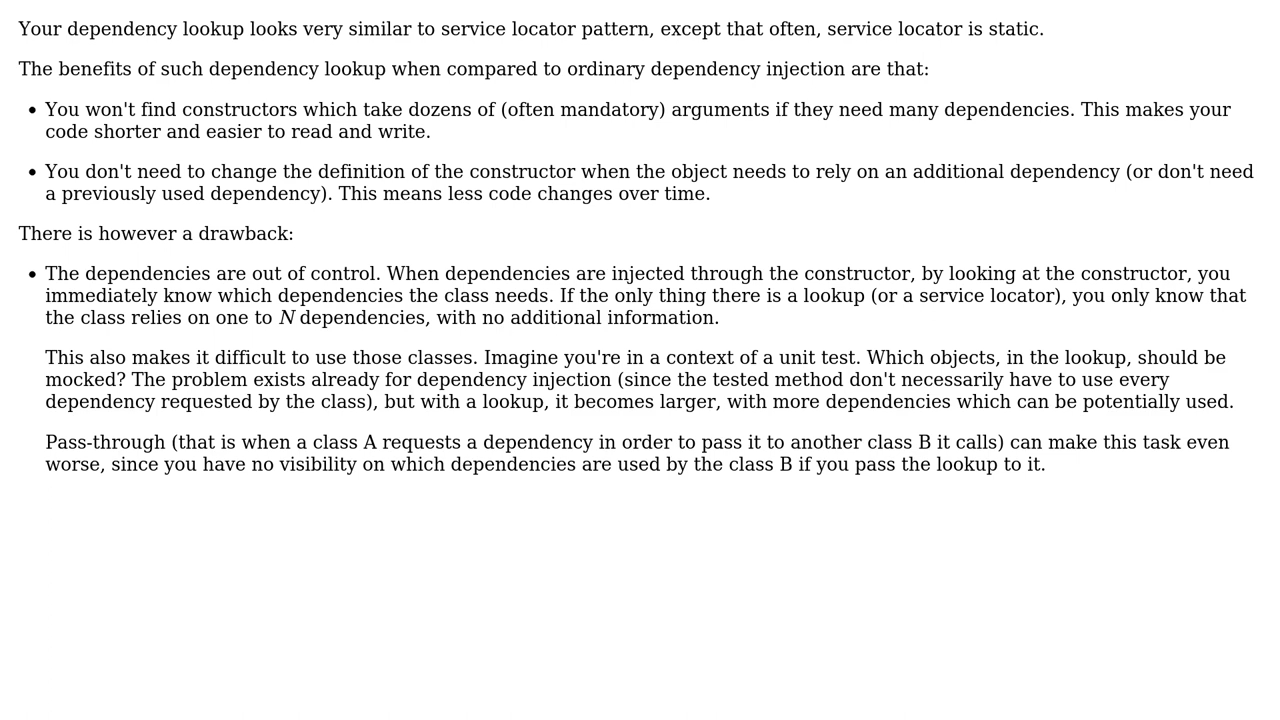 Your dependency lookup looks very similar to service locator pattern, except that often, service locator is static.
The benefits of such dependency lookup when compared to ordinary dependency injection are that:
• You won't find constructors which take dozens of (often mandatory) arguments if they need many dependencies. This makes your
code shorter and easier to read and write.
• You don't need to change the definition of the constructor when the object needs to rely on an additional dependency (or don't need
a previously used dependency). This means less code changes over time.
There is however a drawback:
• The dependencies are out of control. When dependencies are injected through the constructor, by looking at the constructor, you
immediately know which dependencies the class needs. If the only thing there is a lookup (or a service locator), you only know that
the class relies on one to N dependencies, with no additional information.
This also makes it difficult to use those classes. Imagine you're in a context of a unit test. Which objects, in the lookup, should be
mocked? The problem exists already for dependency injection (since the tested method don't necessarily have to use every
dependency requested by the class), but with a lookup, it becomes larger, with more dependencies which can be potentially used.
Pass-through (that is when a class A requests a dependency in order to pass it to another class B it calls) can make this task even
worse, since you have no visibility on which dependencies are used by the class B if you pass the lookup to it.